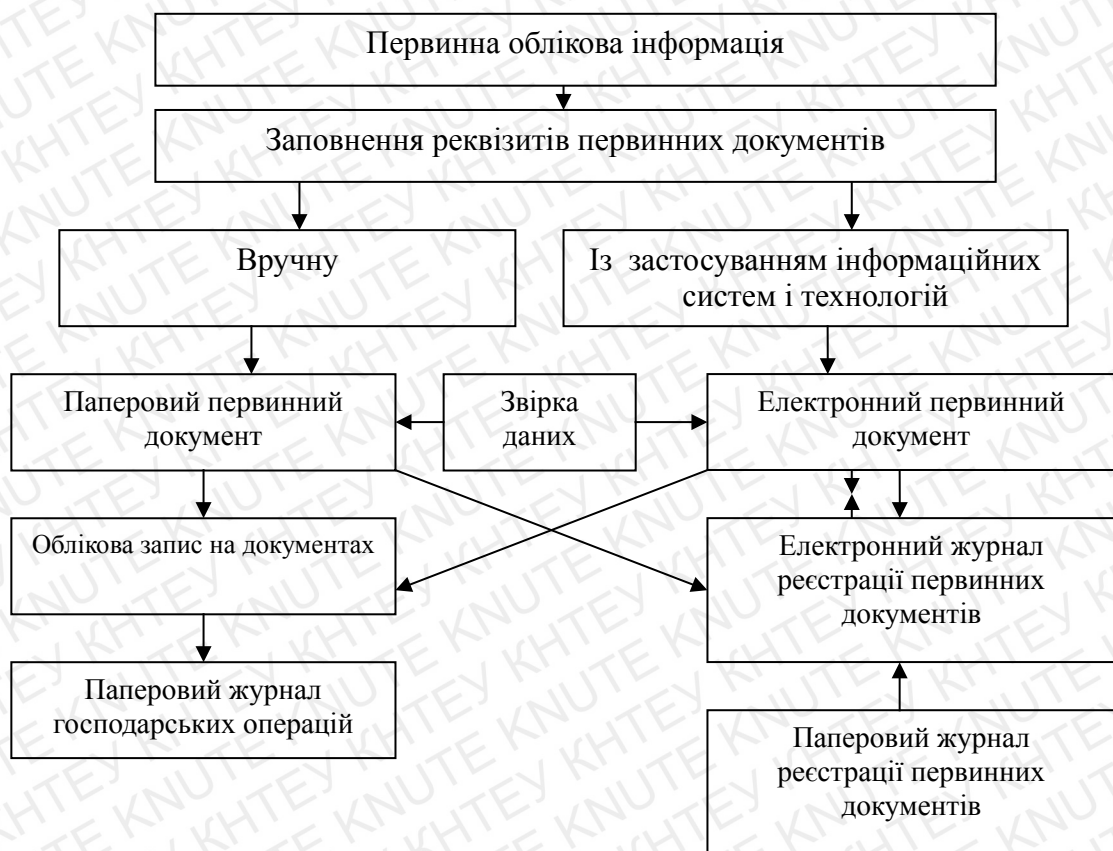 Первинна облікова інформація
Заповнення реквізитів первинних документів
Вручну
Із застосуванням інформаційних
систем і технологій
Паперовий первинний
документ
Звірка
даних
Електронний первинний
документ
Облікова запис на документах
Електронний журнал
реєстрації первинних
документів
Паперовий журнал
господарських операцій
Паперовий журнал
реєстрації первинних
документів